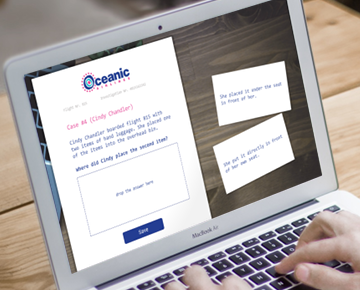 Oceanic
AIRLINES
Case #4 (Cindy Chandler)
Cindy Chandler boarded flight 815 with
two items of hand luggage. She placed one
of the items into the overhead bin.
Where did Cindy place the second item?
drop the answer here
Save
She placed it under the seat
in front of her.
She put it directly in front
of her own seat.
MacBook Air